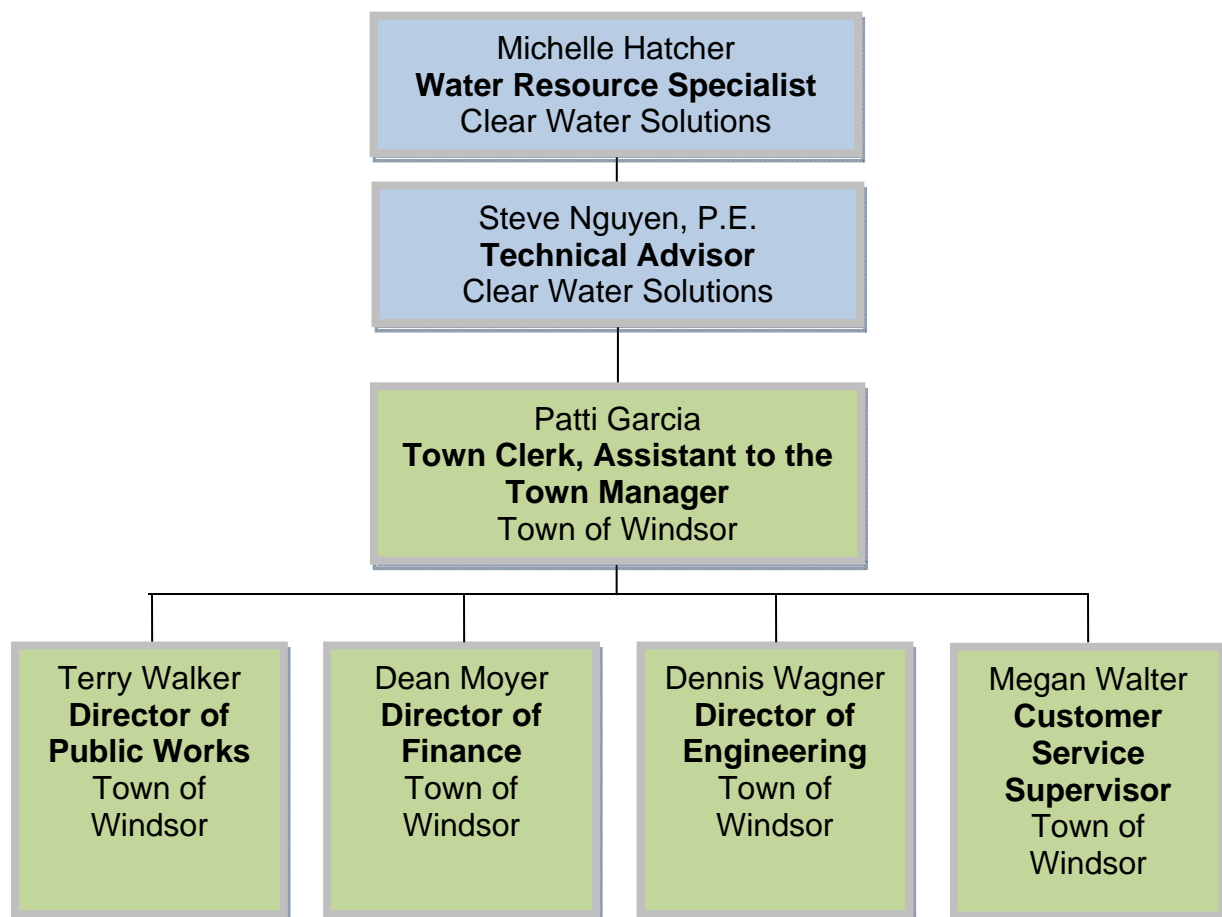 Michelle Hatcher
Water Resource Specialist
Clear Water Solutions
Steve Nguyen, P.E.
Technical Advisor
Clear Water Solutions
Patti Garcia
Town Clerk, Assistant to the
Town Manager
Town of Windsor
Terry Walker
Director of
Public Works
Town of
Windsor
Dean Moyer
Director of
Finance
Town of
Windsor
Dennis Wagner
Director of
Engineering
Town of
Windsor
Megan Walter
Customer
Service
Supervisor
Town of
Windsor